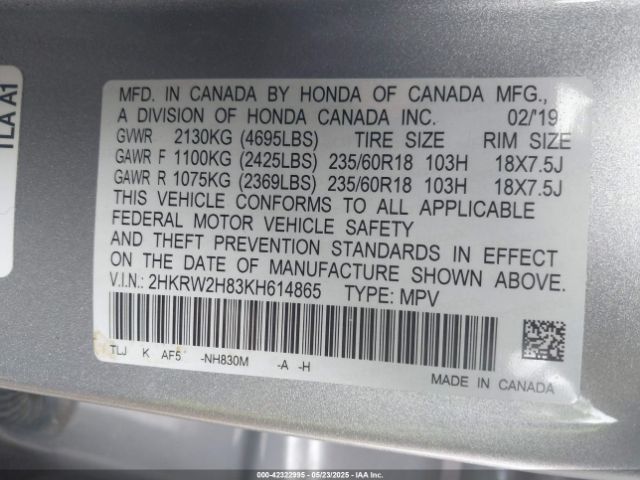 TLA A1
MFD. IN CANADA BY HONDA OF CANADA MFG.,
A DIVISION OF HONDA CANADA INC. 02/'19
GVWR 2130KG (4695LBS) TIRE SIZE RIM SIZE
GAWR F 1100KG (2425LBS) 235/60R18 103H 18X7.5J
GAWR R 1075KG (2369LBS) 235/60R18 103H 18X7.5J
THIS VEHICLE CONFORMS TO ALL APPLICABLE
FEDERAL MOTOR VEHICLE SAFETY
AND THEFT PREVENTION STANDARDS IN EFFECT
ON THE DATE OF MANUFACTURE SHOWN ABOVE.
V.I.N.: 2HKRW2H83KH614865 TYPE: MPV
TLJ K AF5 -NH830M -A -H
MADE IN CANADA
000-42322995 - 05/23/2025 - IAAI.COM